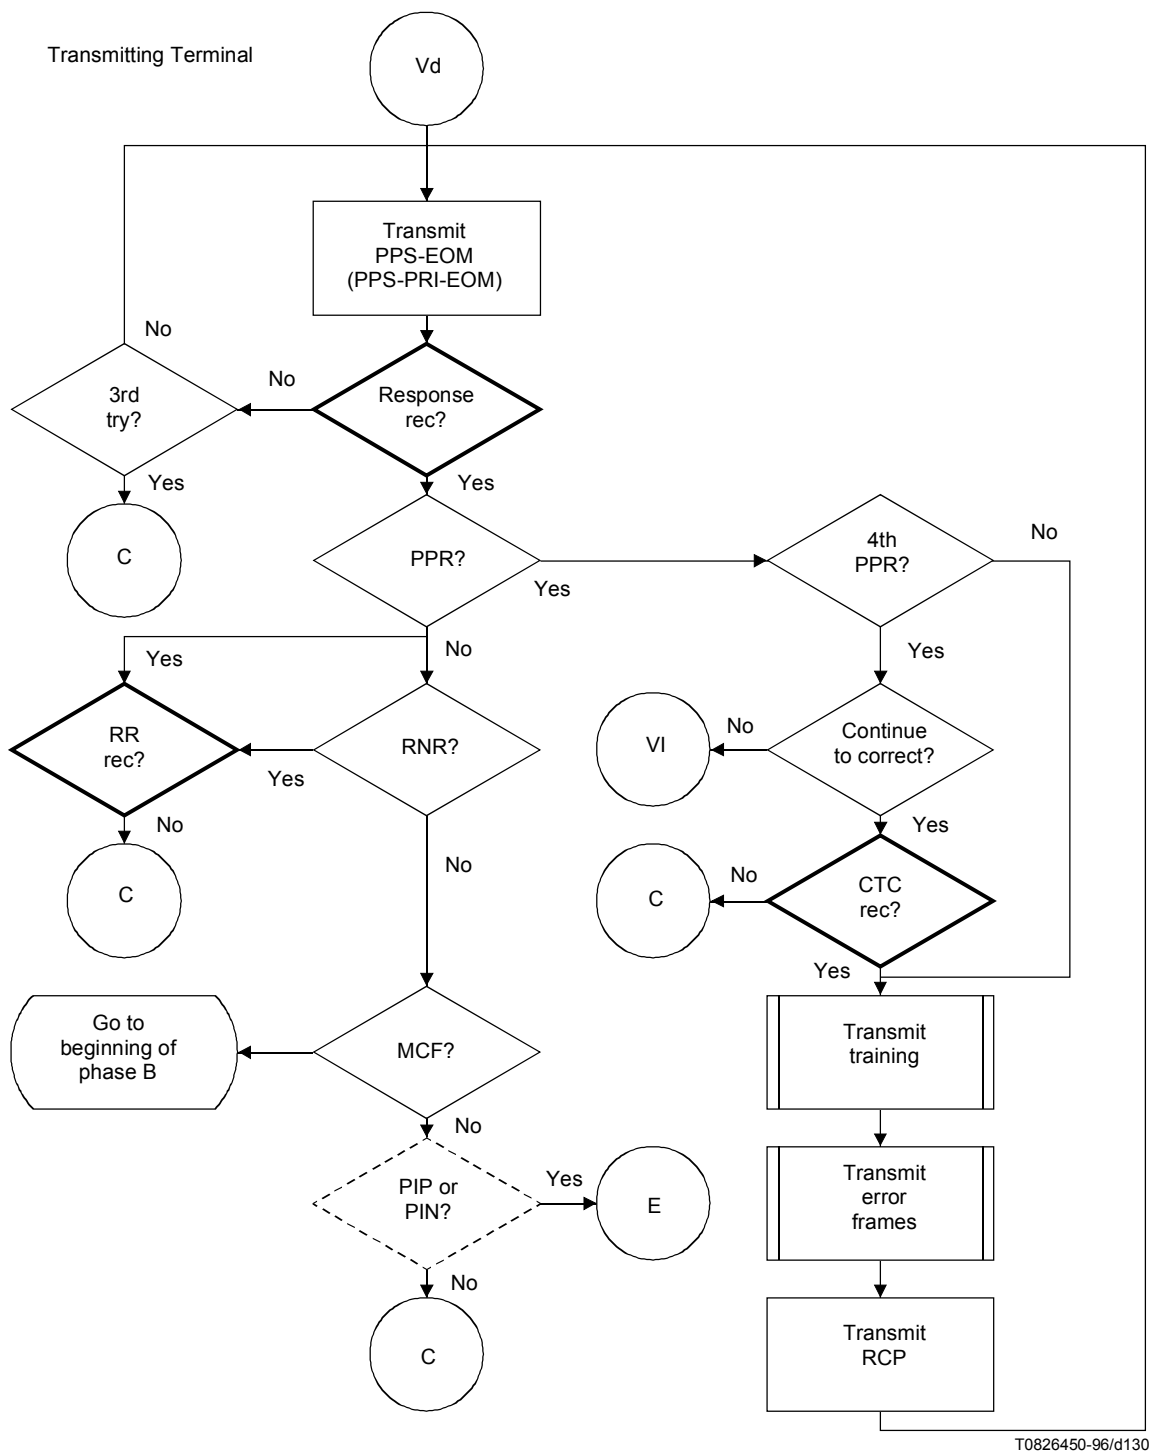 Transmitting Terminal
Vd
Transmit
PPS-EOM
(PPS-PRI-EOM)
No
3rd
try?
No
Response
rec?
Yes
Yes
C
PPR?
Yes
4th
PPR?
No
Yes
No
Yes
RR
rec?
Yes
RNR?
VI
No
Continue
to correct?
No
Yes
C
No
C
No
CTC
rec?
Yes
Go to
beginning of
phase B
MCF?
Transmit
training
No
PIP or
PIN?
Yes
E
Transmit
error
frames
No
C
Transmit
RCP
T0826450-96/d130